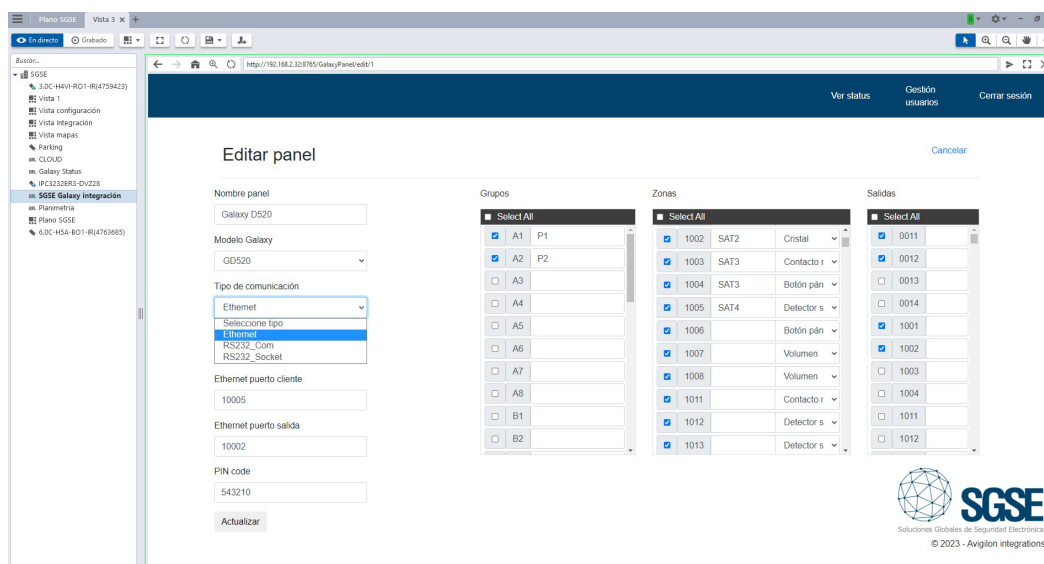 Plano SGSE
Vista 3
6
En directo
Grabado
Buscar...
SGSE
3.0C-H4VI-RO1-IR(4759423)
Vista 1
Vista configuración
Vista Integración
Vista mapas
Parking
URL CLOUD
URL Galaxy Status
IPC3232ER3-DVZ28
URL SGSE Galaxy integración
URL Planimetria
Plano SGSE
6.0C-H5A-BO1-IR(4763685)
http://192.168.2.32:8765/GalaxyPanel/edit/1
Ver status
Gestión usuarios
Cerrar sesión
Editar panel
Cancelar
Nombre panel
Galaxy D520
Modelo Galaxy
GD520
Tipo de comunicación
Ethernet
Seleccione tipo
Ethernet
RS232_Com
RS232_Socket
Ethernet puerto cliente
10005
Ethernet puerto salida
10002
PIN code
543210
Actualizar
Grupos
Select All
A1 P1
A2 P2
A3
A4
A5
A6
A7
A8
B1
B2
Zonas
Select All
1002 SAT2 Cristal
1003 SAT3 Contacto r
1004 SAT3 Botón pán
1005 SAT4 Detector s
1006 Botón pán
1007 Volumen
1008 Volumen
1011 Contacto r
1012 Detector s
1013 Detector s
Salidas
Select All
0011
0012
0013
0014
1001
1002
1003
1004
1011
1012
SGSE
Soluciones Globales de Seguridad Electrónica
© 2023 - Avigilon integrations